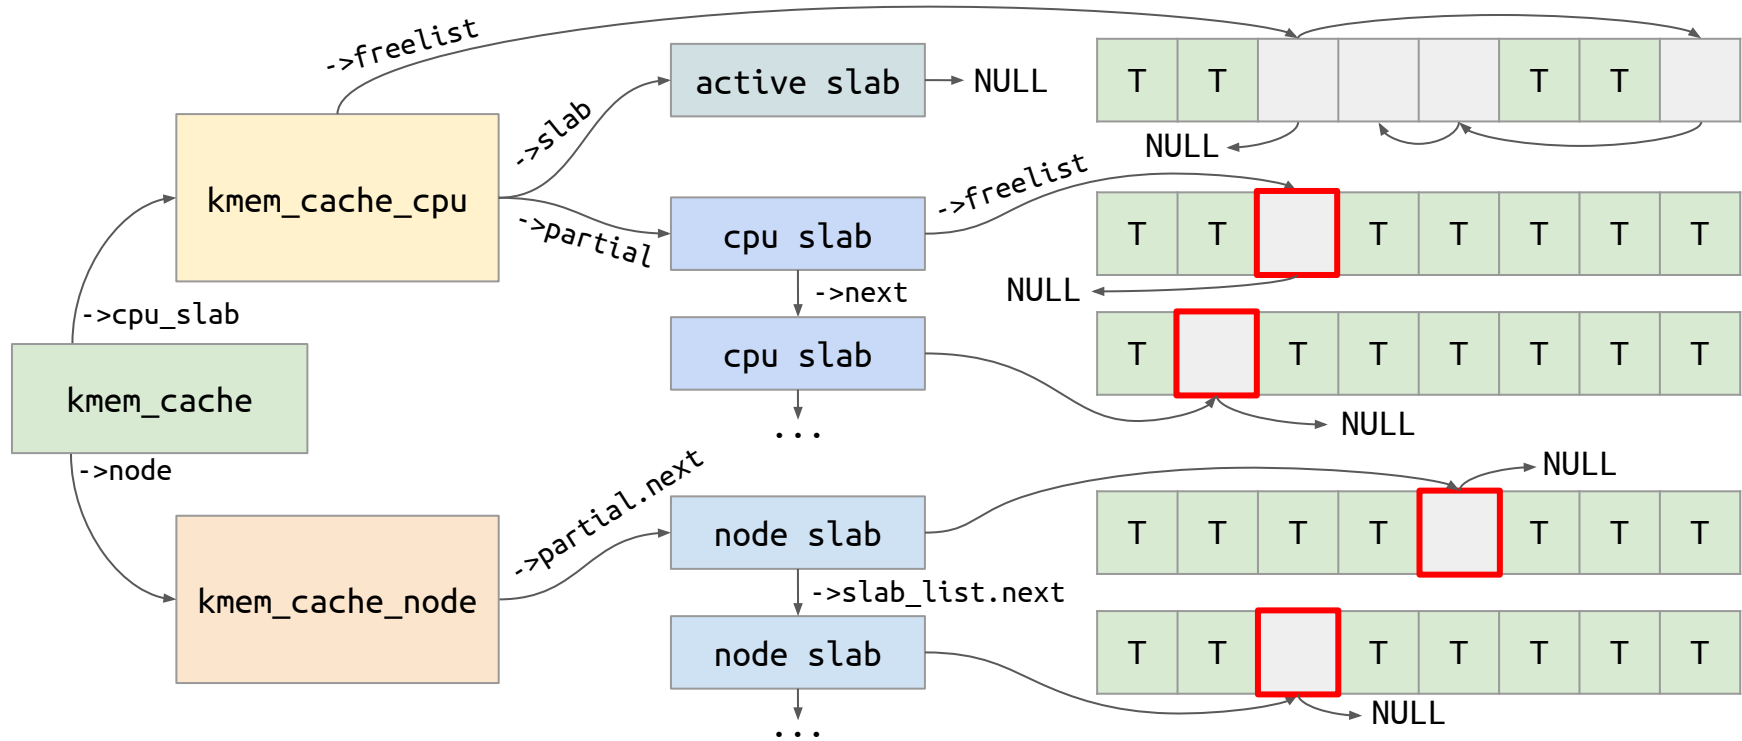 ->freelist
active slab
NULL
T T T T
->slab
NULL
kmem_cache_cpu
->partial
cpu slab
->freelist
T T T T T T T
->next
NULL
->cpu_slab
cpu slab
T T T T T T T
...
NULL
kmem_cache
->node
->partial.next
NULL
node slab
T T T T T T T
kmem_cache_node
->slab_list.next
node slab
T T T T T T T
...
NULL